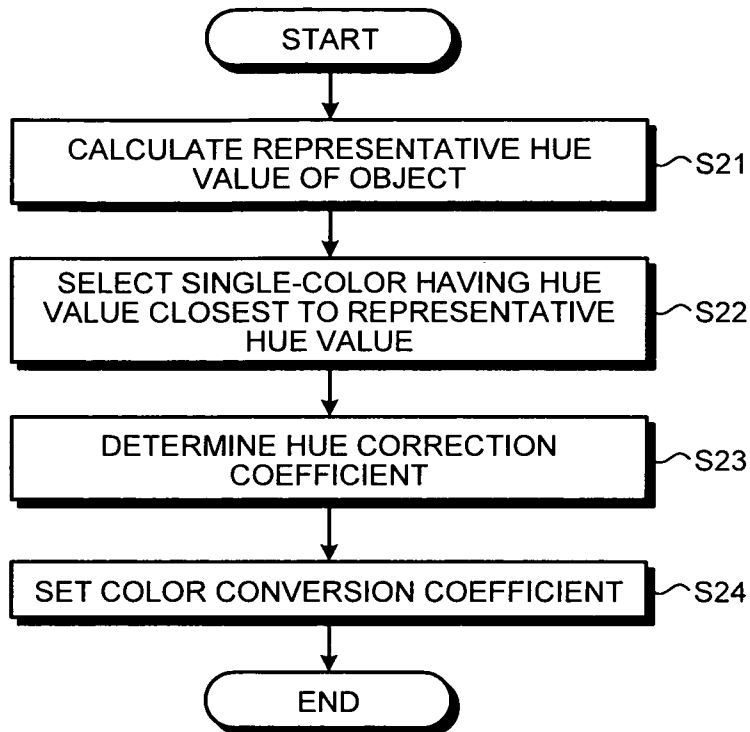 START
CALCULATE REPRESENTATIVE HUE
VALUE OF OBJECT
S21
SELECT SINGLE-COLOR HAVING HUE
VALUE CLOSEST TO REPRESENTATIVE
HUE VALUE
S22
DETERMINE HUE CORRECTION
COEFFICIENT
S23
SET COLOR CONVERSION COEFFICIENT
S24
END